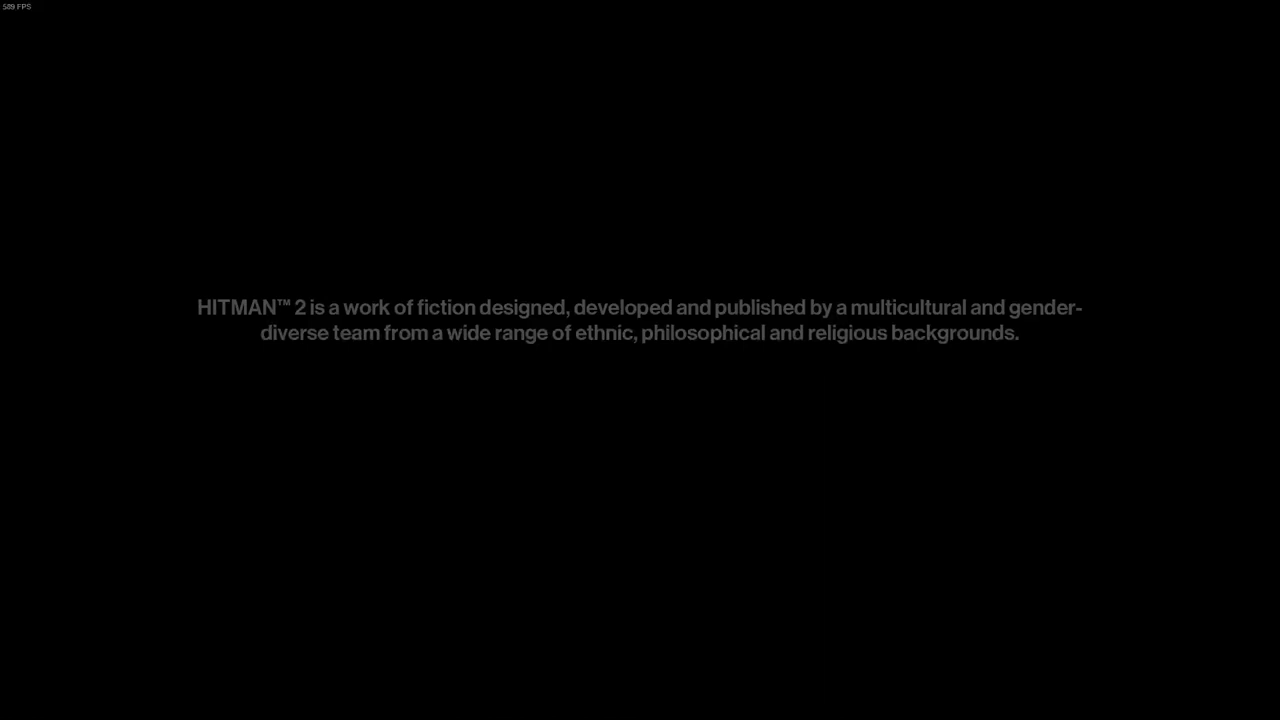 589 FPS
HITMAN™ 2 is a work of fiction designed, developed and published by a multicultural and gender-
diverse team from a wide range of ethnic, philosophical and religious backgrounds.